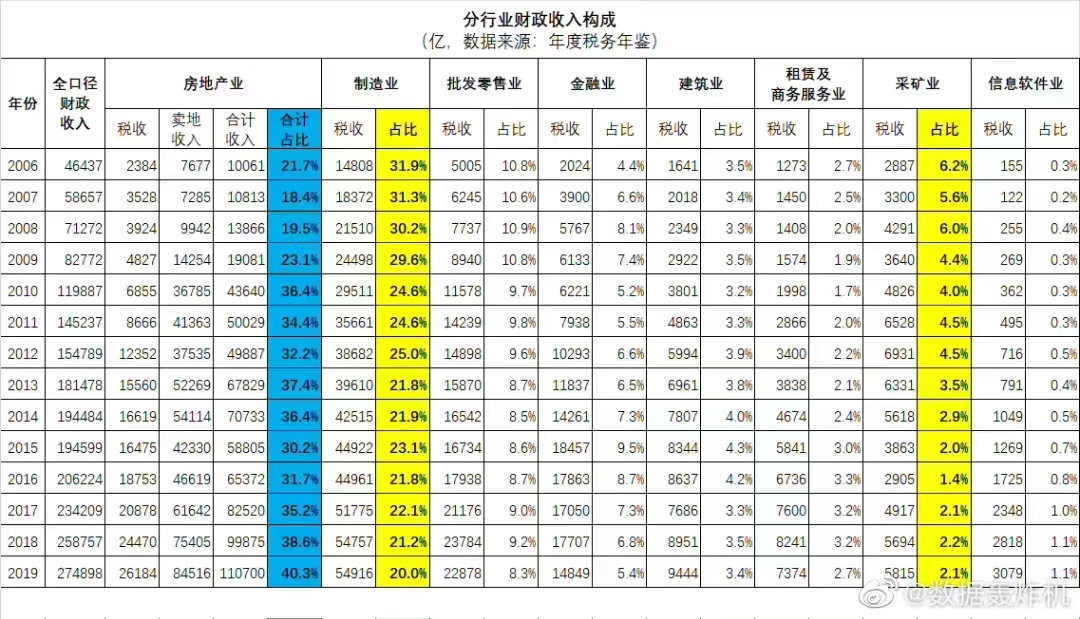 分行业财政收入构成
（亿，数据来源：年度税务年鉴）
年份 全口径财政收入 房地产业 制造业 批发零售业 金融业 建筑业 租赁及商务服务业 采矿业 信息软件业
税收 卖地收入 合计收入 合计占比 税收 占比 税收 占比 税收 占比 税收 占比 税收 占比 税收 占比 税收 占比
2006 46437 2384 7677 10061 21.7% 14808 31.9% 5005 10.8% 2024 4.4% 1641 3.5% 1273 2.7% 2887 6.2% 155 0.3%
2007 58657 3528 7285 10813 18.4% 18372 31.3% 6245 10.6% 3900 6.6% 2018 3.4% 1450 2.5% 3300 5.6% 122 0.2%
2008 71272 3924 9942 13866 19.5% 21510 30.2% 7737 10.9% 5767 8.1% 2349 3.3% 1408 2.0% 4291 6.0% 255 0.4%
2009 82772 4827 14254 19081 23.1% 24498 29.6% 8940 10.8% 6133 7.4% 2922 3.5% 1574 1.9% 3640 4.4% 269 0.3%
2010 119887 6855 36785 43640 36.4% 29511 24.6% 11578 9.7% 6221 5.2% 3801 3.2% 1998 1.7% 4826 4.0% 362 0.3%
2011 145237 8666 41363 50029 34.4% 35661 24.6% 14239 9.8% 7938 5.5% 4863 3.3% 2866 2.0% 6528 4.5% 495 0.3%
2012 154789 12352 37535 49887 32.2% 38682 25.0% 14898 9.6% 10293 6.6% 5994 3.9% 3400 2.2% 6931 4.5% 716 0.5%
2013 181478 15560 52269 67829 37.4% 39610 21.8% 15870 8.7% 11837 6.5% 6961 3.8% 3838 2.1% 6331 3.5% 791 0.4%
2014 194484 16619 54114 70733 36.4% 42515 21.9% 16542 8.5% 14261 7.3% 7807 4.0% 4674 2.4% 5618 2.9% 1049 0.5%
2015 194599 16475 42330 58805 30.2% 44922 23.1% 16734 8.6% 18457 9.5% 8344 4.3% 5841 3.0% 3863 2.0% 1269 0.7%
2016 206224 18753 46619 65372 31.7% 44961 21.8% 17938 8.7% 17863 8.7% 8637 4.2% 6736 3.3% 2905 1.4% 1725 0.8%
2017 234209 20878 61642 82520 35.2% 51775 22.1% 21176 9.0% 17050 7.3% 7686 3.3% 7600 3.2% 4917 2.1% 2348 1.0%
2018 258757 24470 75405 99875 38.6% 54757 21.2% 23784 9.2% 17707 6.8% 8951 3.5% 8241 3.2% 5694 2.2% 2818 1.1%
2019 274898 26184 84516 110700 40.3% 54916 20.0% 22878 8.3% 14849 5.4% 9444 3.4% 7374 2.7% 5815 2.1% 3079 1.1%
@数据轰炸机